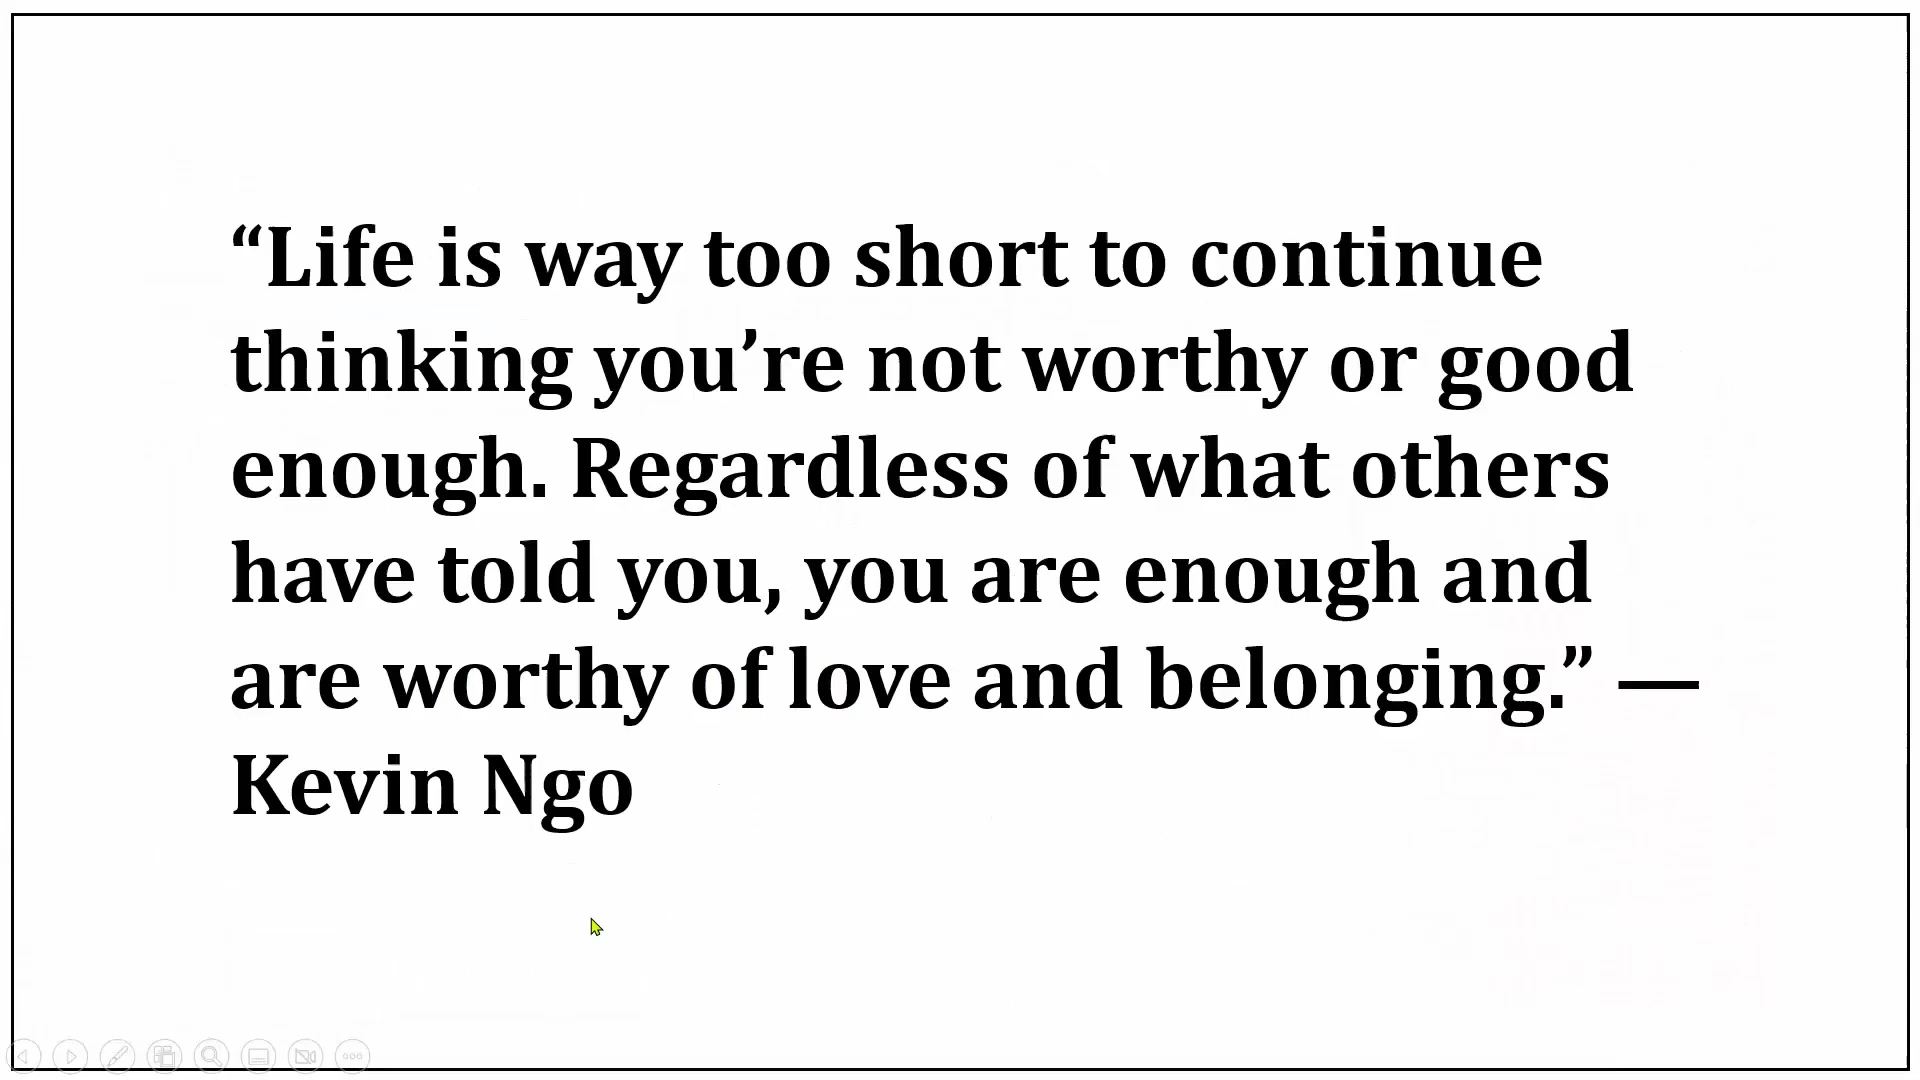 “Life is way too short to continue
thinking you’re not worthy or good
enough. Regardless of what others
have told you, you are enough and
are worthy of love and belonging.” —
Kevin Ngo